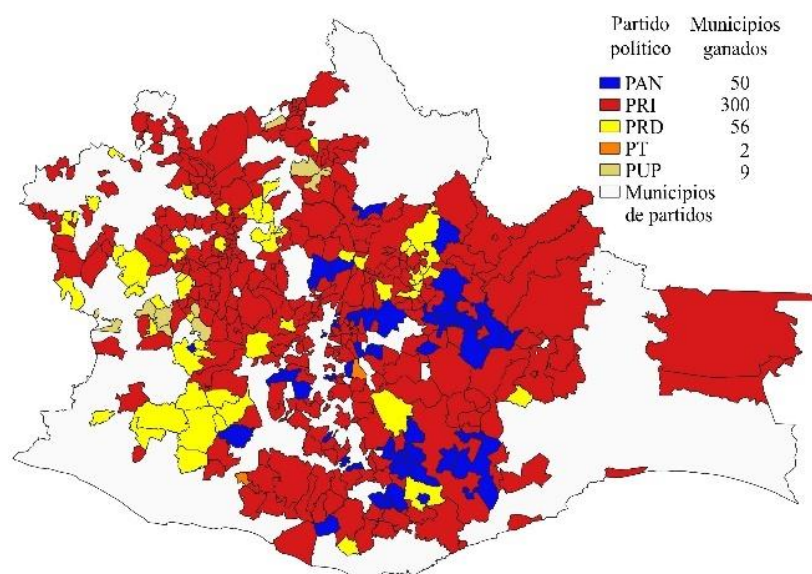 Partido político Municipios ganados
PAN 50
PRI 300
PRD 56
PT 2
PUP 9
Municipios de partidos